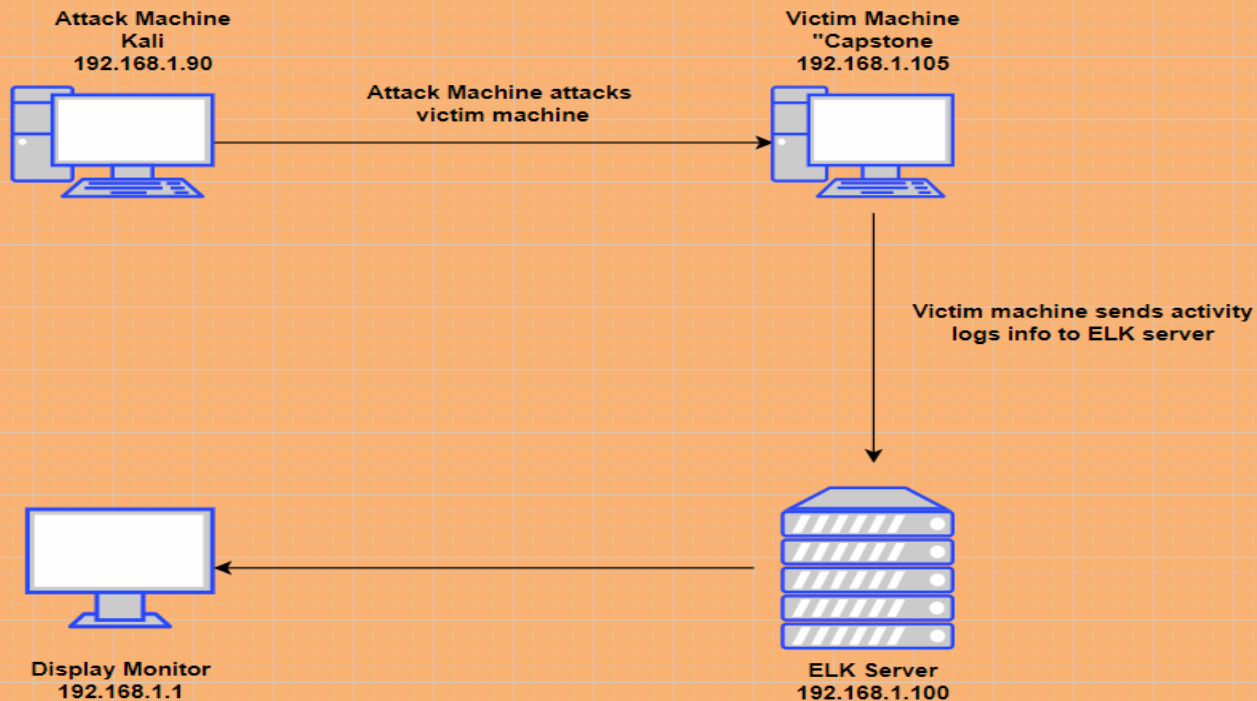 Attack Machine
Kali
192.168.1.90
Attack Machine attacks
victim machine
Victim Machine
"Capstone
192.168.1.105
Victim machine sends activity
logs info to ELK server
Display Monitor
192.168.1.1
ELK Server
192.168.1.100